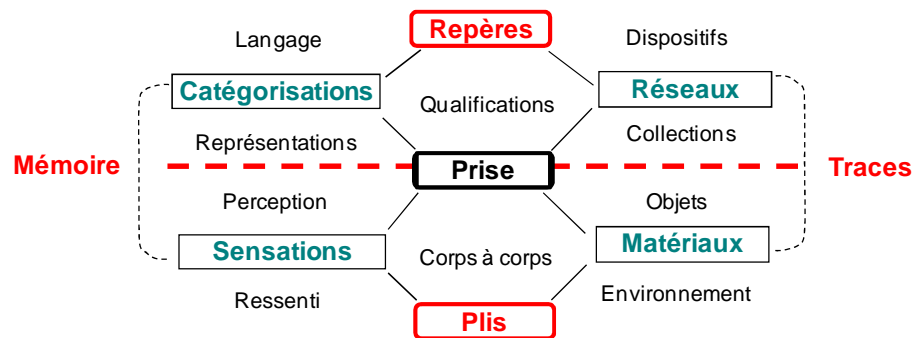 Repères
Langage
Dispositifs
Catégorisations
Réseaux
Qualifications
Représentations
Collections
Mémoire
Prise
Traces
Perception
Objets
Sensations
Matériaux
Corps à corps
Ressenti
Environnement
Plis